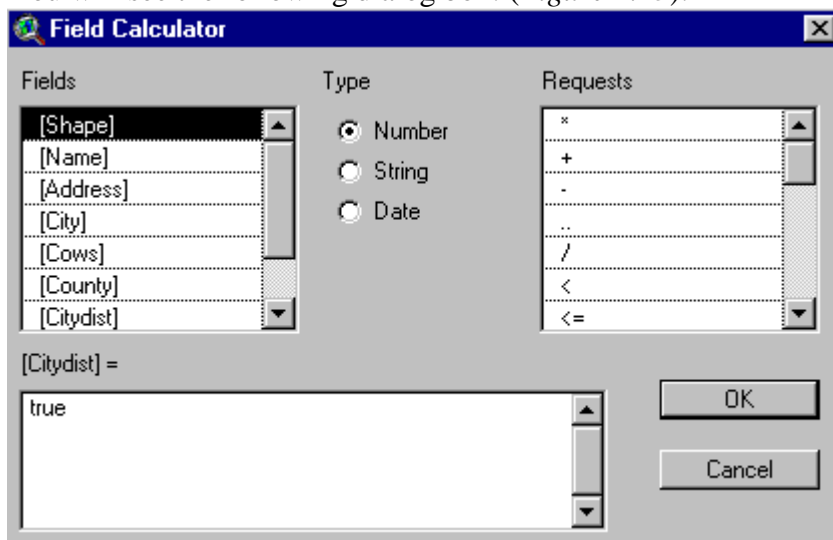 Field Calculator
Fields
Type
Requests
[Shape]
[Name]
[Address]
[City]
[Cows]
[County]
[Citydist]
Number
String
Date
*
+
-
..
/
<
<=
[Citydist] =
true
OK
Cancel